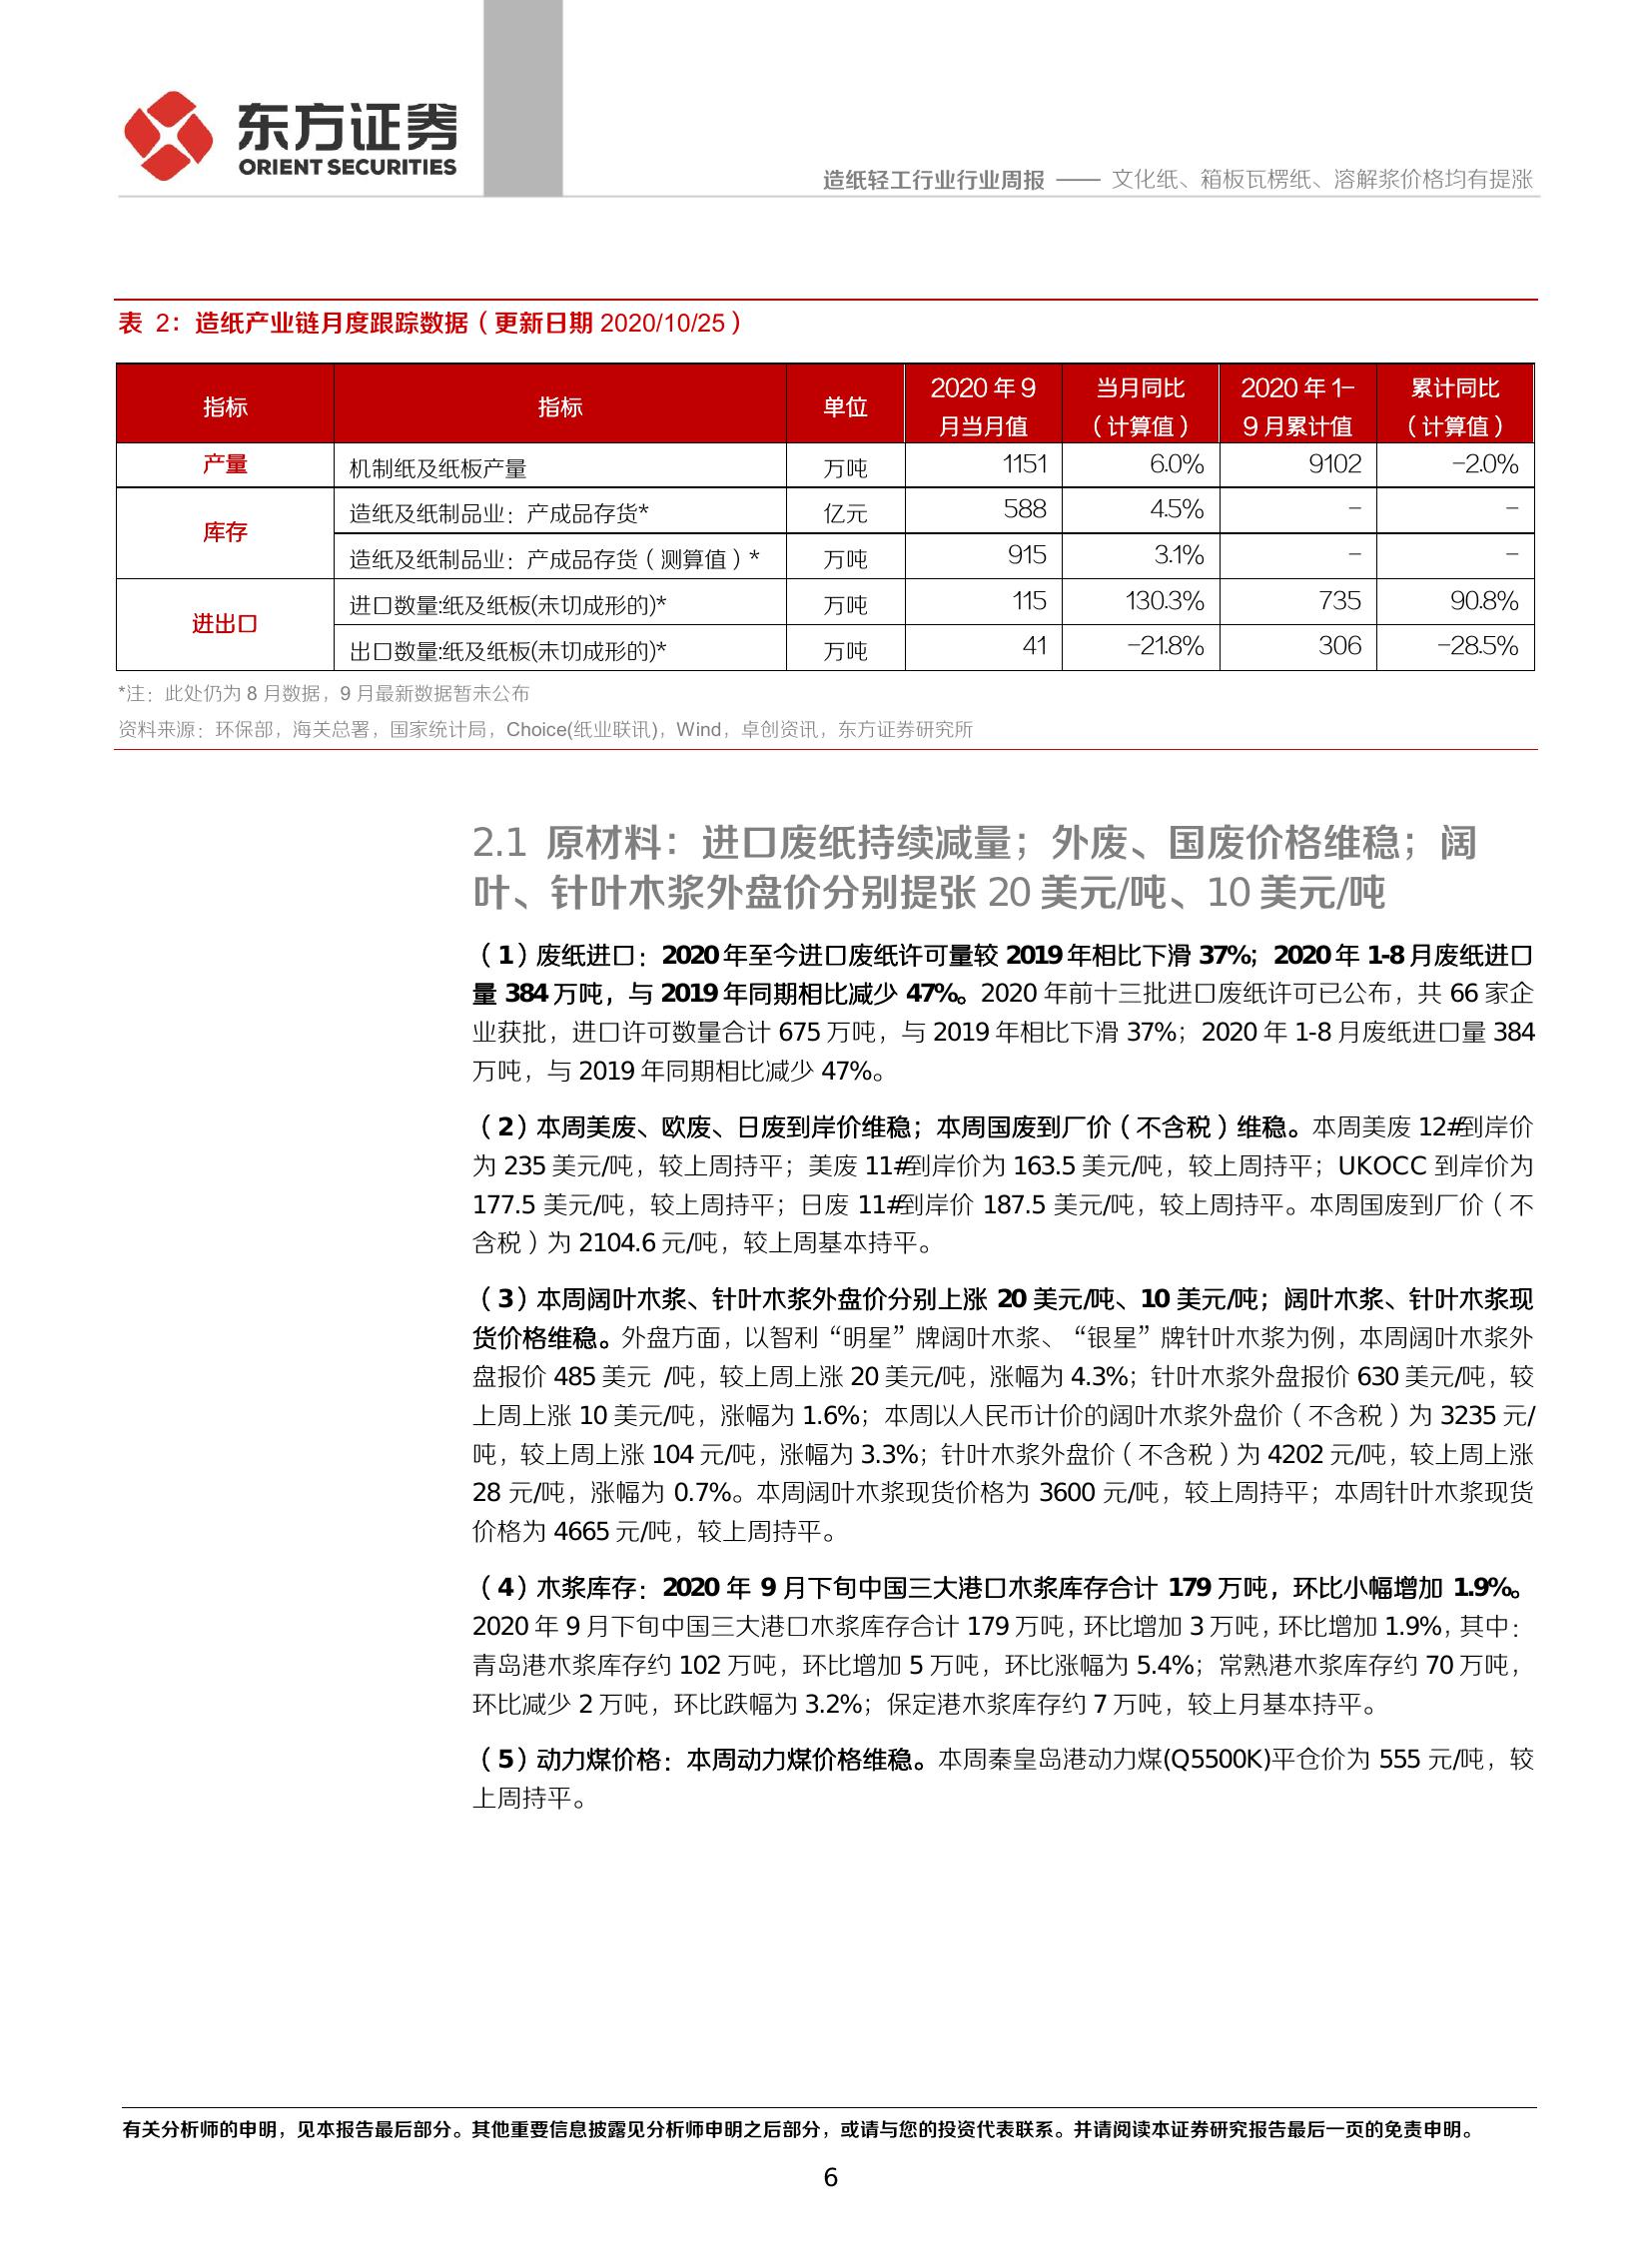 东方证券
ORIENT SECURITIES
造纸轻工行业行业周报 —— 文化纸、箱板瓦楞纸、溶解浆价格均有提涨
表 2：造纸产业链月度跟踪数据（更新日期 2020/10/25）
指标 指标 单位 2020 年 9 月当月值 当月同比（计算值） 2020 年 1-9 月累计值 累计同比（计算值）
产量 机制纸及纸板产量 万吨 1151 6.0% 9102 -2.0%
库存 造纸及纸制品业：产成品存货* 亿元 588 4.5% - -
造纸及纸制品业：产成品存货（测算值）* 万吨 915 3.1% - -
进出口 进口数量:纸及纸板(未切成形的)* 万吨 115 130.3% 735 90.8%
出口数量:纸及纸板(未切成形的)* 万吨 41 -21.8% 306 -28.5%
*注：此处仍为 8 月数据，9 月最新数据暂未公布
资料来源：环保部，海关总署，国家统计局，Choice(纸业联讯)，Wind，卓创资讯，东方证券研究所
2.1 原材料：进口废纸持续减量；外废、国废价格维稳；阔
叶、针叶木浆外盘价分别提张 20 美元/吨、10 美元/吨
（1）废纸进口：2020 年至今进口废纸许可量较 2019 年相比下滑 37%；2020 年 1-8 月废纸进口
量 384 万吨，与 2019 年同期相比减少 47%。2020 年前十三批进口废纸许可已公布，共 66 家企
业获批，进口许可数量合计 675 万吨，与 2019 年相比下滑 37%；2020 年 1-8 月废纸进口量 384
万吨，与 2019 年同期相比减少 47%。
（2）本周美废、欧废、日废到岸价维稳；本周国废到厂价（不含税）维稳。本周美废 12#到岸价
为 235 美元/吨，较上周持平；美废 11#到岸价为 163.5 美元/吨，较上周持平；UKOCC 到岸价为
177.5 美元/吨，较上周持平；日废 11#到岸价 187.5 美元/吨，较上周持平。本周国废到厂价（不
含税）为 2104.6 元/吨，较上周基本持平。
（3）本周阔叶木浆、针叶木浆外盘价分别上涨 20 美元/吨、10 美元/吨；阔叶木浆、针叶木浆现
货价格维稳。外盘方面，以智利“明星”牌阔叶木浆、“银星”牌针叶木浆为例，本周阔叶木浆外
盘报价 485 美元 /吨，较上周上涨 20 美元/吨，涨幅为 4.3%；针叶木浆外盘报价 630 美元/吨，较
上周上涨 10 美元/吨，涨幅为 1.6%；本周以人民币计价的阔叶木浆外盘价（不含税）为 3235 元/
吨，较上周上涨 104 元/吨，涨幅为 3.3%；针叶木浆外盘价（不含税）为 4202 元/吨，较上周上涨
28 元/吨，涨幅为 0.7%。本周阔叶木浆现货价格为 3600 元/吨，较上周持平；本周针叶木浆现货
价格为 4665 元/吨，较上周持平。
（4）木浆库存：2020 年 9 月下旬中国三大港口木浆库存合计 179 万吨，环比小幅增加 1.9%。
2020 年 9 月下旬中国三大港口木浆库存合计 179 万吨，环比增加 3 万吨，环比增加 1.9%，其中：
青岛港木浆库存约 102 万吨，环比增加 5 万吨，环比涨幅为 5.4%；常熟港木浆库存约 70 万吨，
环比减少 2 万吨，环比跌幅为 3.2%；保定港木浆库存约 7 万吨，较上月基本持平。
（5）动力煤价格：本周动力煤价格维稳。本周秦皇岛港动力煤(Q5500K)平仓价为 555 元/吨，较
上周持平。
有关分析师的申明，见本报告最后部分。其他重要信息披露见分析师申明之后部分，或请与您的投资代表联系。并请阅读本证券研究报告最后一页的免责申明。
6